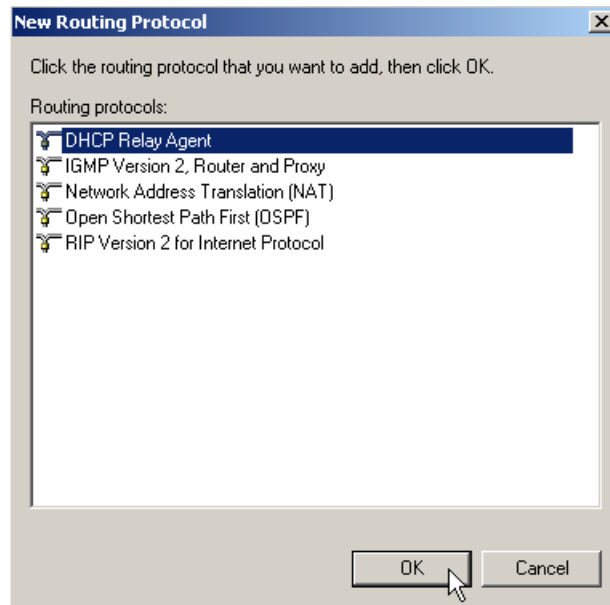 New Routing Protocol
Click the routing protocol that you want to add, then click OK.
Routing protocols:
DHCP Relay Agent
IGMP Version 2, Router and Proxy
Network Address Translation (NAT)
Open Shortest Path First (OSPF)
RIP Version 2 for Internet Protocol
OK
Cancel